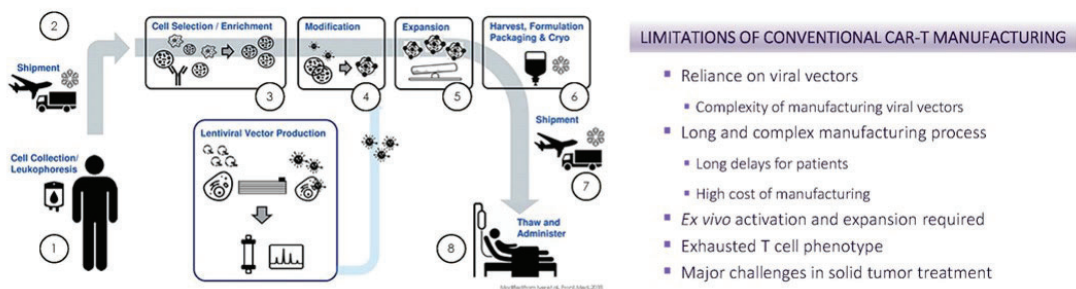 2
Shipment
Cell Collection/
Leukophoresis
1
Cell Selection / Enrichment
3
Modification
4
Expansion
5
Harvest, Formulation
Packaging & Cryo
6
Lentiviral Vector Production
Shipment
7
Thaw and
Administer
8
LIMITATIONS OF CONVENTIONAL CAR-T MANUFACTURING
Reliance on viral vectors
Complexity of manufacturing viral vectors
Long and complex manufacturing process
Long delays for patients
High cost of manufacturing
Ex vivo activation and expansion required
Exhausted T cell phenotype
Major challenges in solid tumor treatment